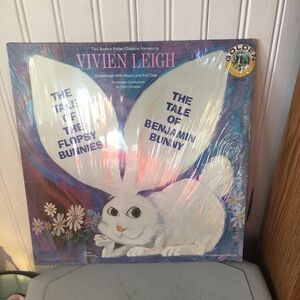 Two Beatrix Potter Classics Narrated by
VIVIEN LEIGH
Dramatized With Music and Full Cast
GOLDEN
THE
TALE
OF
THE
FLOPSY
BUNNIES
THE
TALE
OF
BENJAMIN
BUNNY